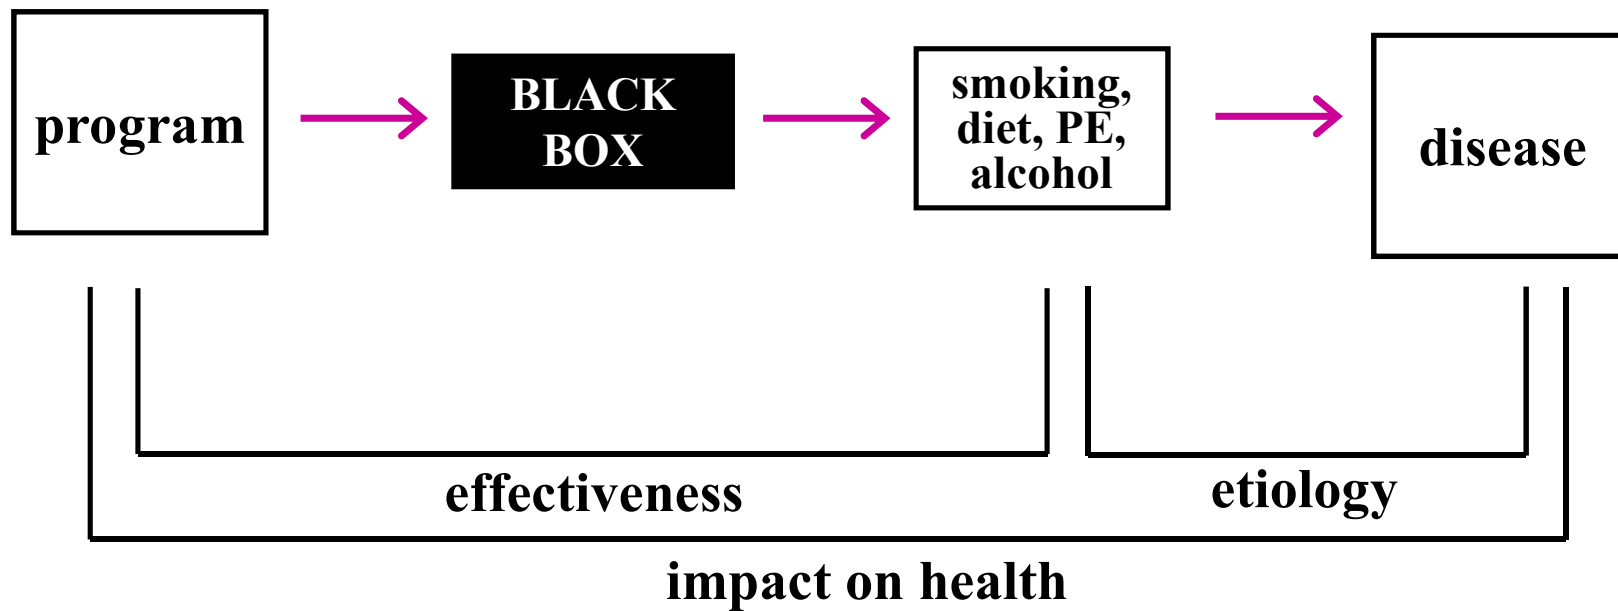 program
BLACK
BOX
smoking,
diet, PE,
alcohol
disease
effectiveness
etiology
impact on health